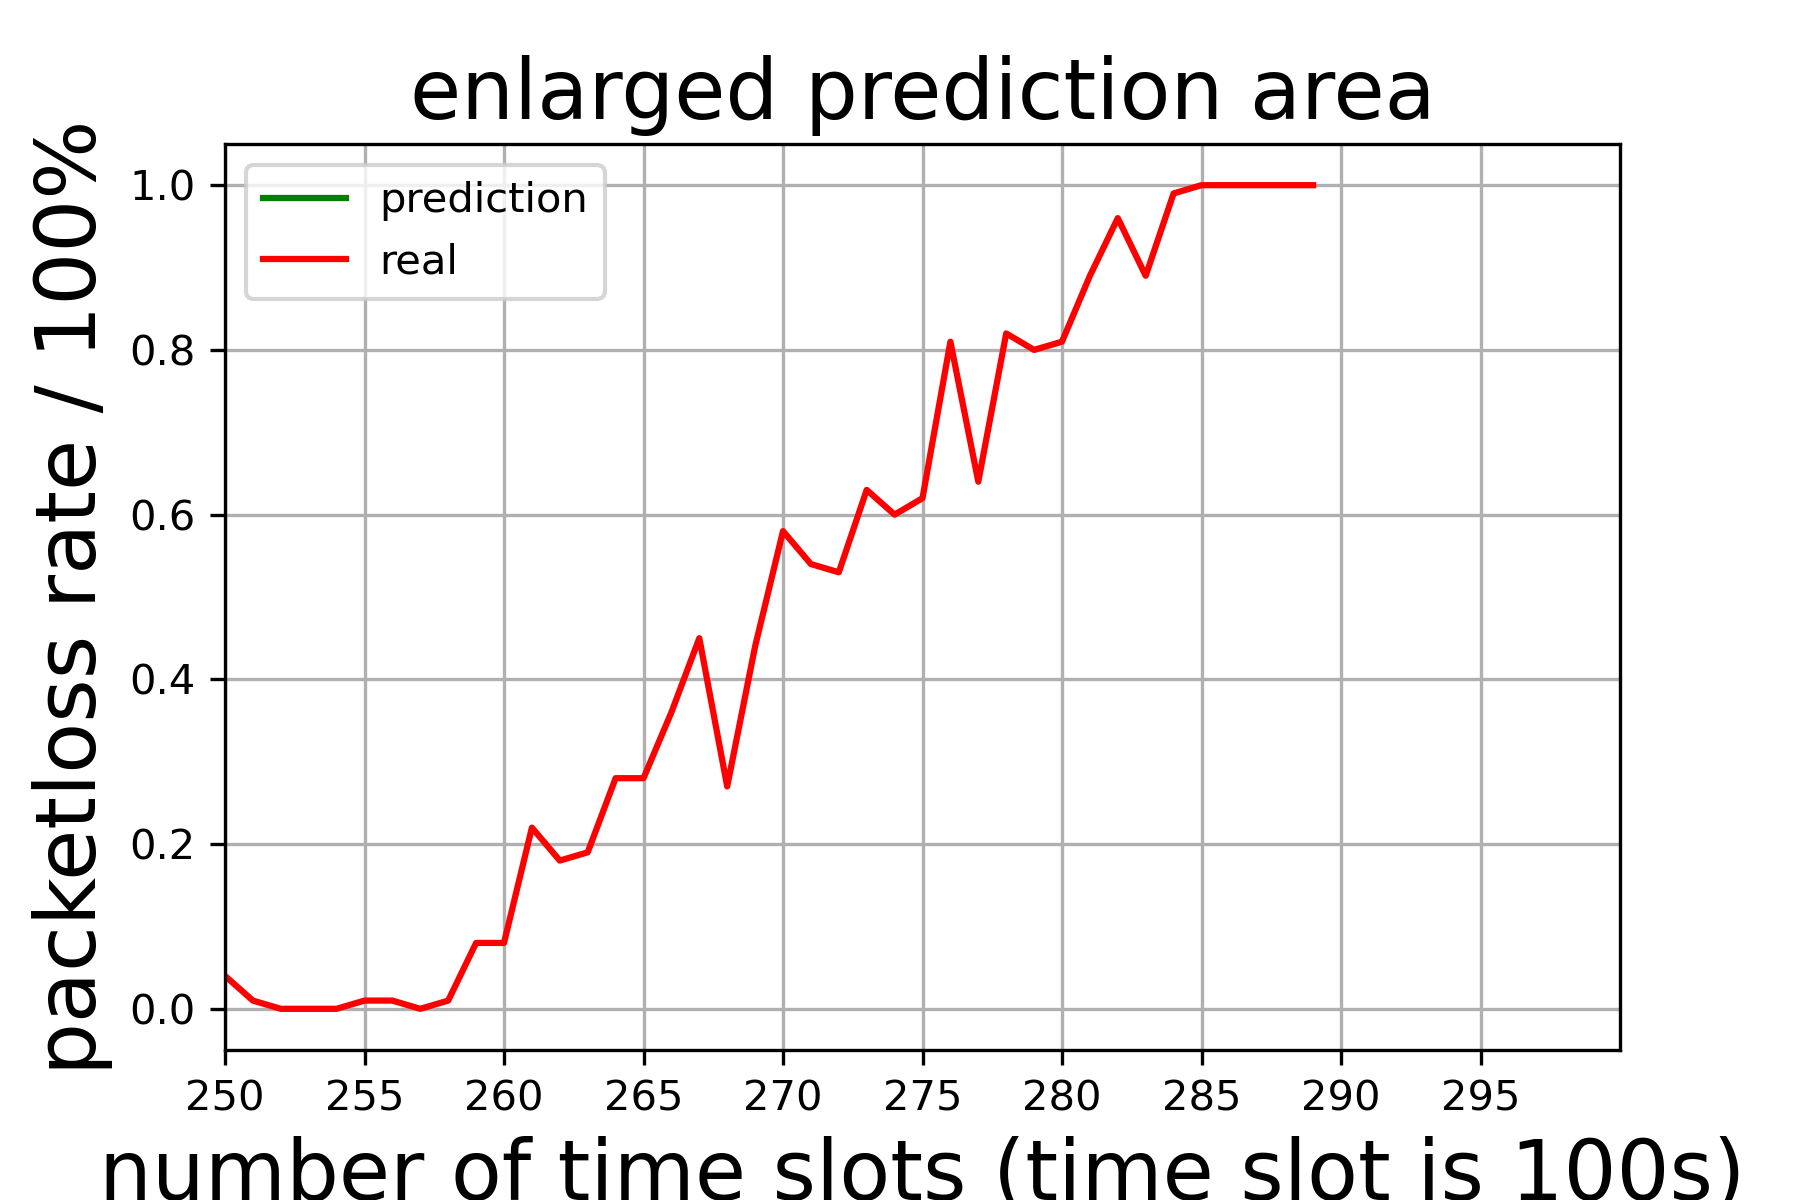 enlarged prediction area
packetloss rate / 100%
prediction
real
1.0
0.8
0.6
0.4
0.2
0.0
250 255 260 265 270 275 280 285 290 295
number of time slots (time slot is 100s)